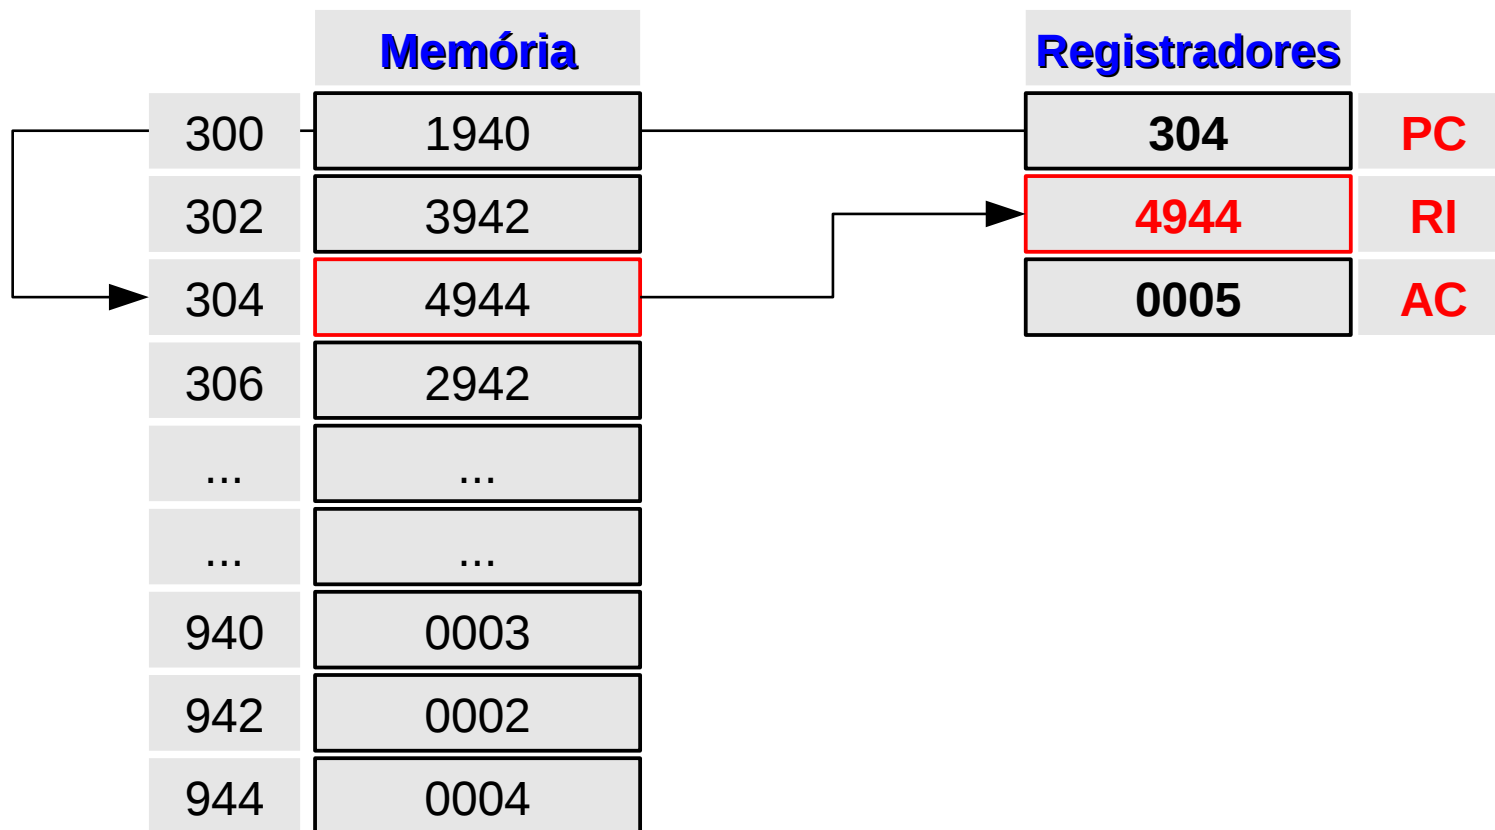 Memória Registradores
300 1940 304 PC
302 3942 4944 RI
304 4944 0005 AC
306 2942
... ...
... ...
940 0003
942 0002
944 0004